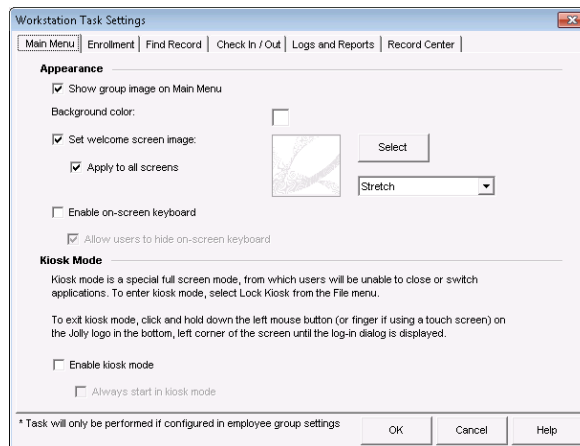 Workstation Task Settings
Main Menu Enrollment Find Record Check In / Out Logs and Reports Record Center
Appearance
Show group image on Main Menu
Background color:
Set welcome screen image:
Select
Apply to all screens
Stretch
Enable on-screen keyboard
Allow users to hide on-screen keyboard
Kiosk Mode
Kiosk mode is a special full screen mode, from which users will be unable to close or switch
applications. To enter kiosk mode, select Lock Kiosk from the File menu.
To exit kiosk mode, click and hold down the left mouse button (or finger if using a touch screen) on
the Jolly logo in the bottom, left corner of the screen until the log-in dialog is displayed.
Enable kiosk mode
Always start in kiosk mode
* Task will only be performed if configured in employee group settings
OK Cancel Help